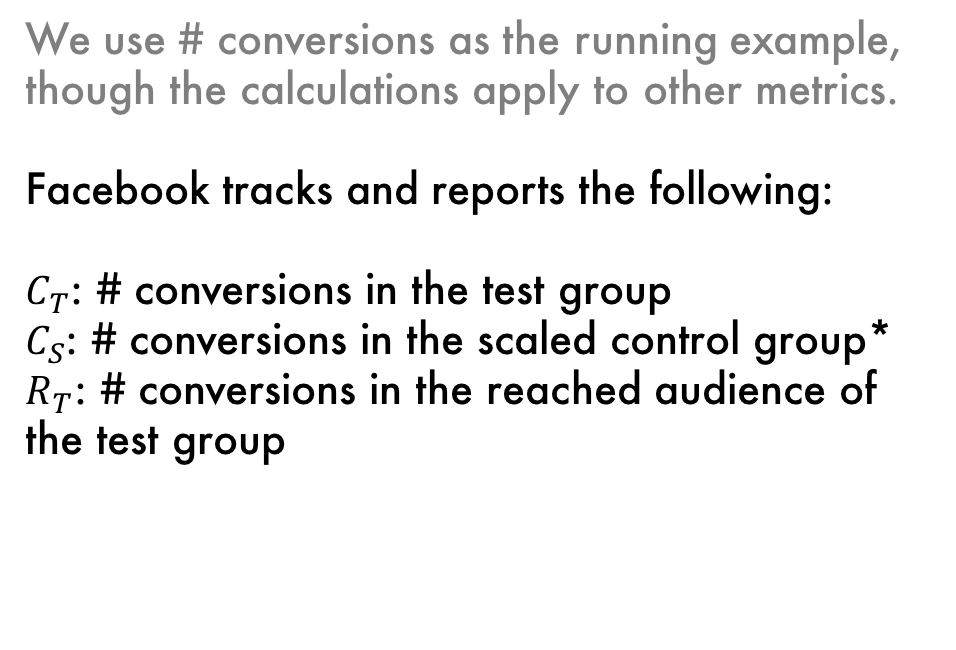 We use # conversions as the running example,
though the calculations apply to other metrics.
Facebook tracks and reports the following:
C_T: # conversions in the test group
C_S: # conversions in the scaled control group*
R_T: # conversions in the reached audience of
the test group